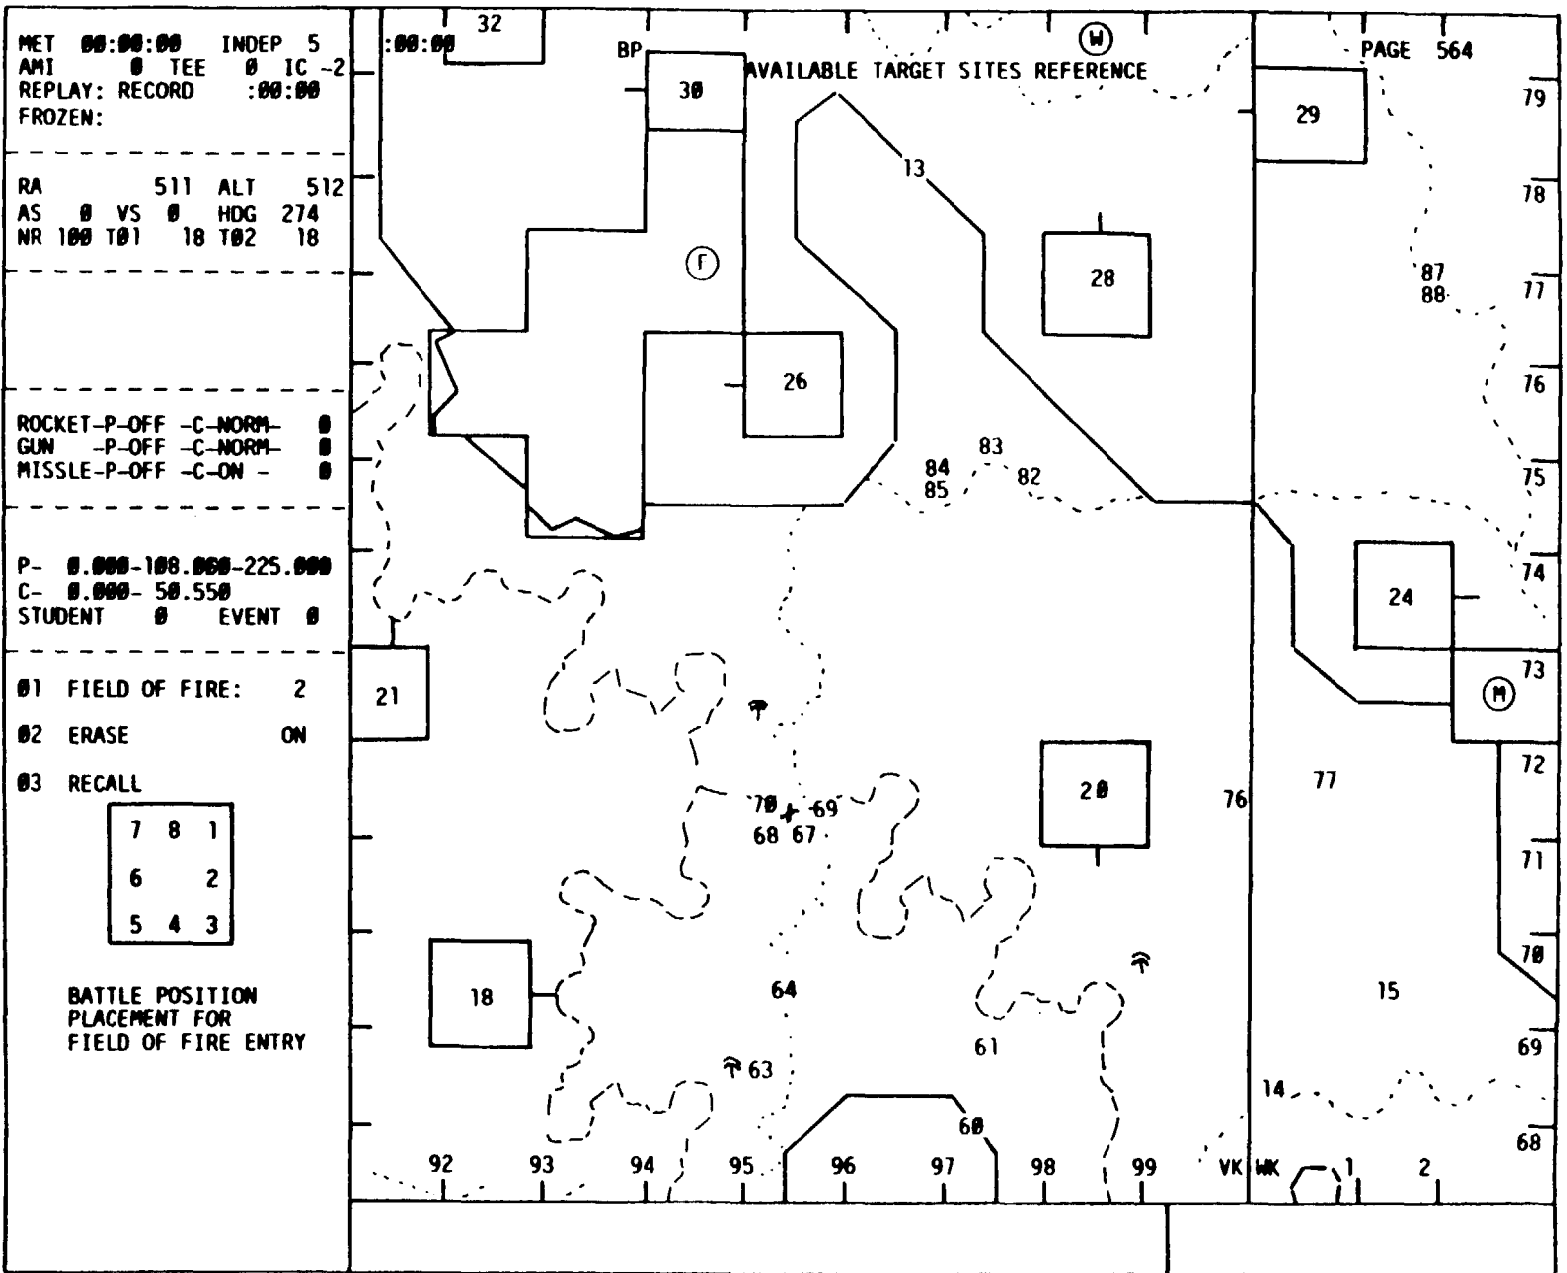 MET 00:00:00 INDEP 5 :00:00
AMI 0 TEE 0 IC -2
REPLAY: RECORD :00:00
FROZEN:
RA 511 ALT 512
AS 0 VS 0 HDG 274
NR 100 T01 18 T02 18
ROCKET-P-OFF -C-NORM- 0
GUN -P-OFF -C-NORM- 0
MISSLE-P-OFF -C-ON - 0
P- 0.000-108.060-225.000
C- 0.000- 50.550
STUDENT 0 EVENT 0
01 FIELD OF FIRE: 2
02 ERASE ON
03 RECALL
7 8 1
6 2
5 4 3
BATTLE POSITION
PLACEMENT FOR
FIELD OF FIRE ENTRY
BP
PAGE 564
AVAILABLE TARGET SITES REFERENCE
32
W
30
29
79
13
78
F
28
87
88
77
26
76
83
84
82
85
75
74
24
73
21
M
72
77
76
20
70
69
68 67
71
70
18
64
15
61
69
63
14
60
68
92 93 94 95 96 97 98 99 VK WK 1 2